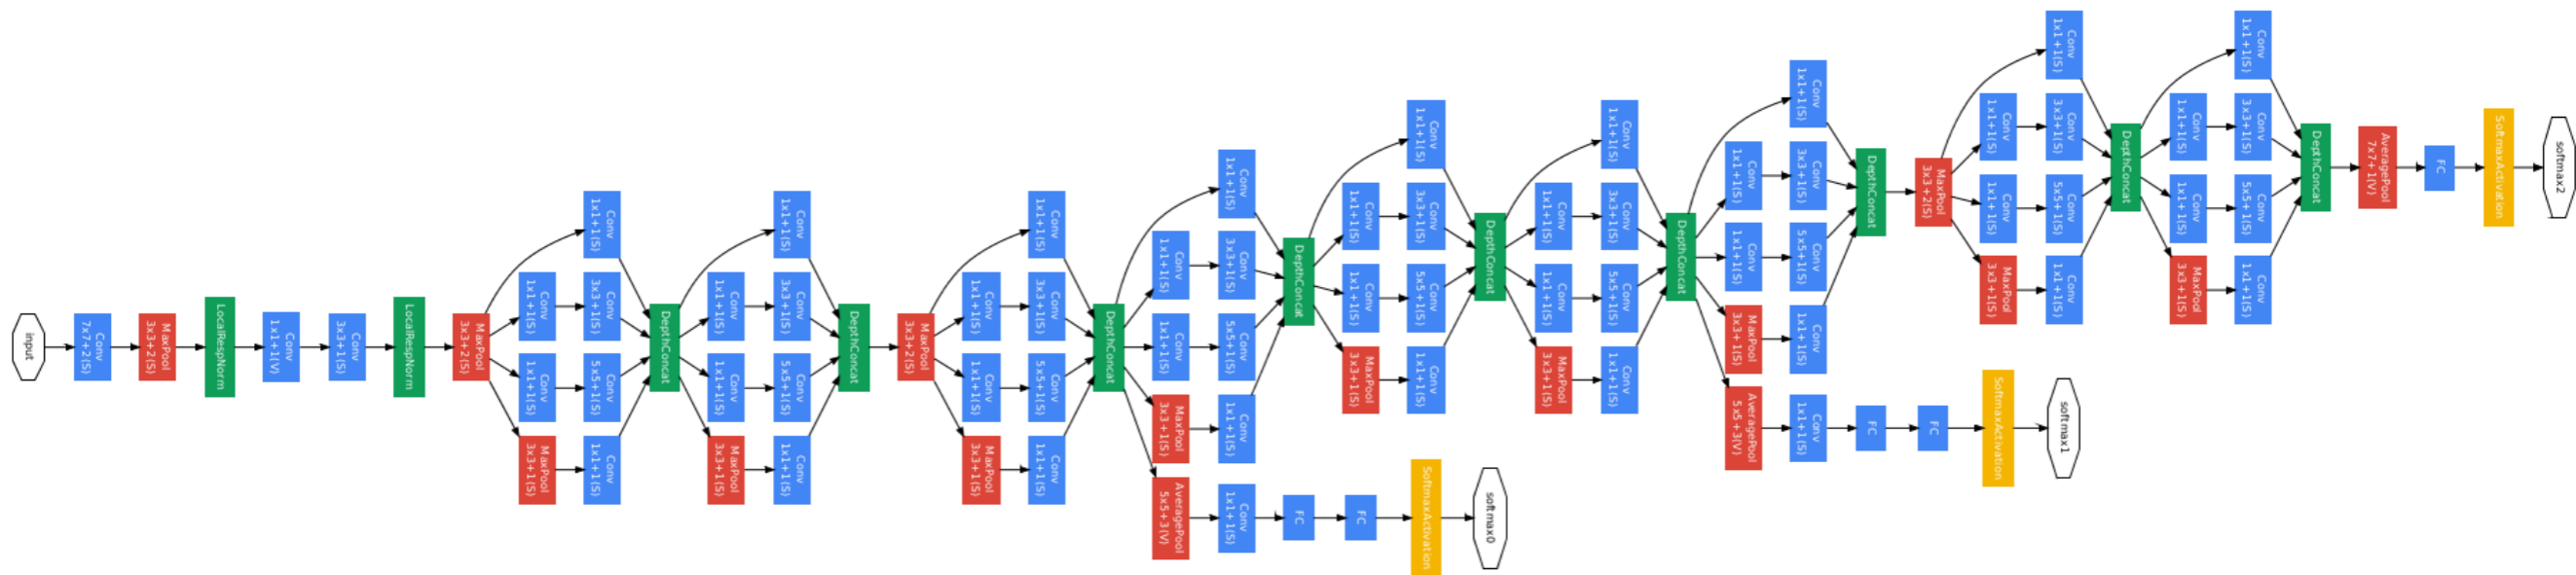 input
Conv
7x7+2(S)
MaxPool
3x3+2(S)
LocalRespNorm
Conv
1x1+1(V)
Conv
3x3+1(S)
LocalRespNorm
MaxPool
3x3+2(S)
Conv
1x1+1(S)
Conv
1x1+1(S)
MaxPool
3x3+1(S)
Conv
1x1+1(S)
Conv
3x3+1(S)
Conv
5x5+1(S)
Conv
1x1+1(S)
DepthConcat
Conv
1x1+1(S)
Conv
1x1+1(S)
MaxPool
3x3+1(S)
Conv
1x1+1(S)
Conv
3x3+1(S)
Conv
5x5+1(S)
Conv
1x1+1(S)
DepthConcat
MaxPool
3x3+2(S)
Conv
1x1+1(S)
Conv
1x1+1(S)
MaxPool
3x3+1(S)
Conv
1x1+1(S)
Conv
3x3+1(S)
Conv
5x5+1(S)
Conv
1x1+1(S)
DepthConcat
Conv
1x1+1(S)
Conv
1x1+1(S)
MaxPool
3x3+1(S)
AveragePool
5x5+3(V)
Conv
1x1+1(S)
Conv
3x3+1(S)
Conv
5x5+1(S)
Conv
1x1+1(S)
Conv
1x1+1(S)
DepthConcat
FC
Conv
1x1+1(S)
Conv
1x1+1(S)
MaxPool
3x3+1(S)
FC
Conv
1x1+1(S)
Conv
3x3+1(S)
Conv
5x5+1(S)
Conv
1x1+1(S)
SoftmaxActivation
DepthConcat
softmax0
Conv
1x1+1(S)
Conv
1x1+1(S)
MaxPool
3x3+1(S)
Conv
1x1+1(S)
Conv
3x3+1(S)
Conv
5x5+1(S)
Conv
1x1+1(S)
DepthConcat
Conv
1x1+1(S)
Conv
1x1+1(S)
MaxPool
3x3+1(S)
AveragePool
5x5+3(V)
Conv
1x1+1(S)
Conv
3x3+1(S)
Conv
5x5+1(S)
Conv
1x1+1(S)
Conv
1x1+1(S)
DepthConcat
FC
MaxPool
3x3+2(S)
FC
Conv
1x1+1(S)
Conv
1x1+1(S)
MaxPool
3x3+1(S)
SoftmaxActivation
Conv
1x1+1(S)
Conv
3x3+1(S)
Conv
5x5+1(S)
Conv
1x1+1(S)
softmax1
DepthConcat
Conv
1x1+1(S)
Conv
1x1+1(S)
MaxPool
3x3+1(S)
Conv
1x1+1(S)
Conv
3x3+1(S)
Conv
5x5+1(S)
Conv
1x1+1(S)
DepthConcat
AveragePool
7x7+1(V)
FC
SoftmaxActivation
softmax2